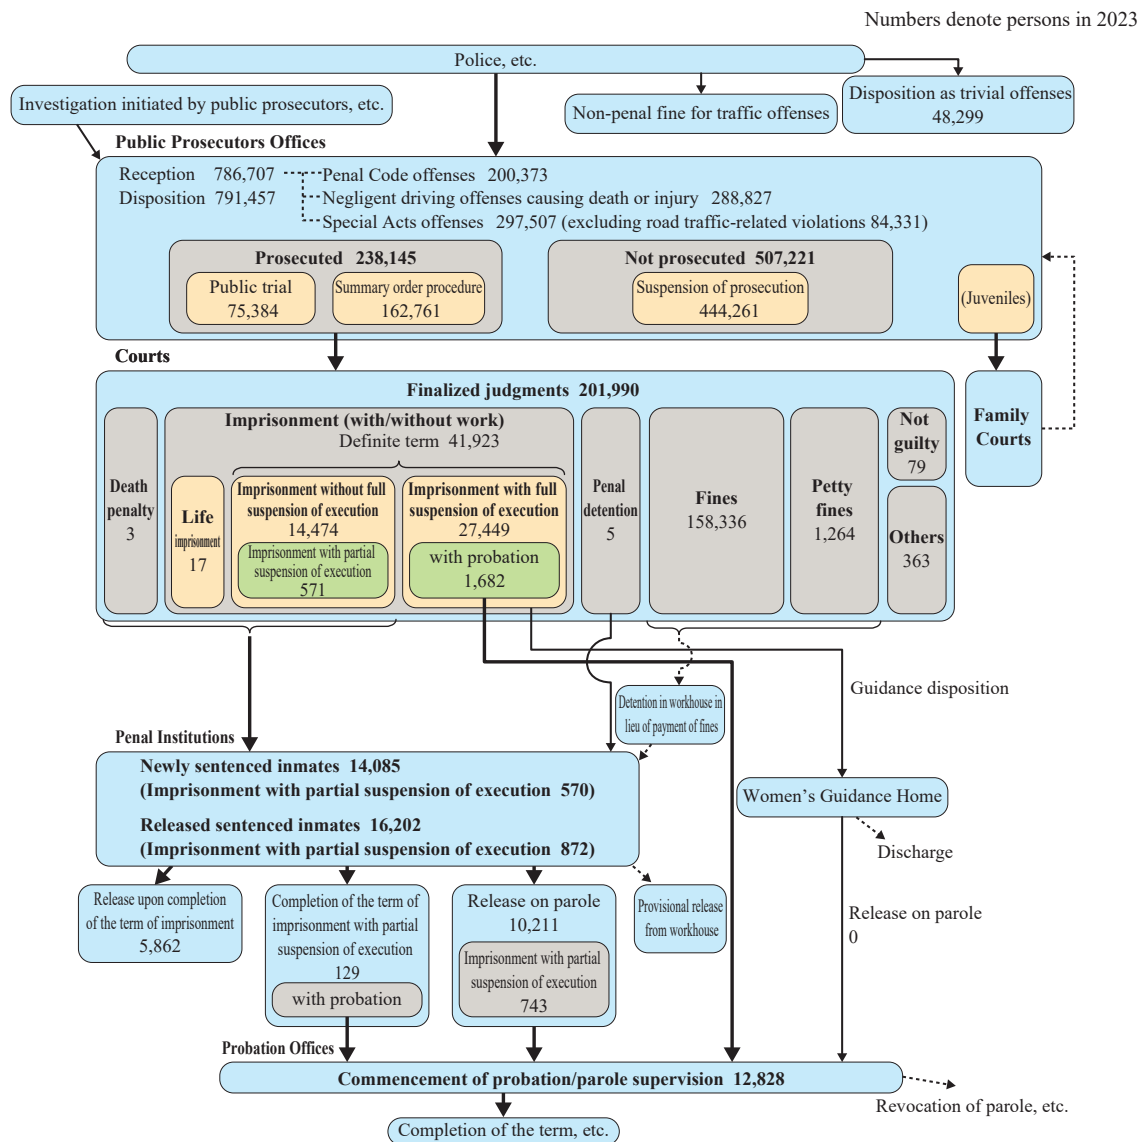 Numbers denote persons in 2023
Police, etc.
Investigation initiated by public prosecutors, etc.
Non-penal fine for traffic offenses
Disposition as trivial offenses
48,299
Public Prosecutors Offices
Reception 786,707
Penal Code offenses 200,373
Disposition 791,457
Negligent driving offenses causing death or injury 288,827
Special Acts offenses 297,507 (excluding road traffic-related violations 84,331)
Prosecuted 238,145
Public trial
75,384
Summary order procedure
162,761
Not prosecuted 507,221
Suspension of prosecution
444,261
(Juveniles)
Courts
Finalized judgments 201,990
Death
penalty
3
Imprisonment (with/without work)
Definite term 41,923
Life
imprisonment
17
Imprisonment without full
suspension of execution
14,474
Imprisonment with partial
suspension of execution
571
Imprisonment with full
suspension of execution
27,449
with probation
1,682
Penal
detention
5
Fines
158,336
Petty
fines
1,264
Not
guilty
79
Others
363
Family
Courts
Detention in workhouse in
lieu of payment of fines
Guidance disposition
Penal Institutions
Newly sentenced inmates 14,085
(Imprisonment with partial suspension of execution 570)
Released sentenced inmates 16,202
(Imprisonment with partial suspension of execution 872)
Women's Guidance Home
Discharge
Release upon completion
of the term of imprisonment
5,862
Completion of the term of
imprisonment with partial
suspension of execution
129
with probation
Release on parole
10,211
Imprisonment with partial
suspension of execution
743
Provisional release
from workhouse
Release on parole
0
Probation Offices
Commencement of probation/parole supervision 12,828
Revocation of parole, etc.
Completion of the term, etc.